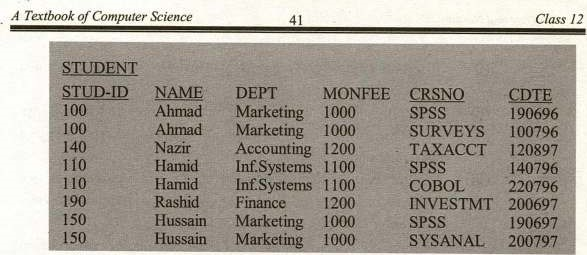 A Textbook of Computer Science 41 Class 12
STUDENT
STUD-ID NAME DEPT MONFEE CRSNO CDTE
100 Ahmad Marketing 1000 SPSS 190696
100 Ahmad Marketing 1000 SURVEYS 100796
140 Nazir Accounting 1200 TAXACCT 120897
110 Hamid Inf.Systems 1100 SPSS 140796
110 Hamid Inf.Systems 1100 COBOL 220796
190 Rashid Finance 1200 INVESTMT 200697
150 Hussain Marketing 1000 SPSS 190697
150 Hussain Marketing 1000 SYSANAL 200797